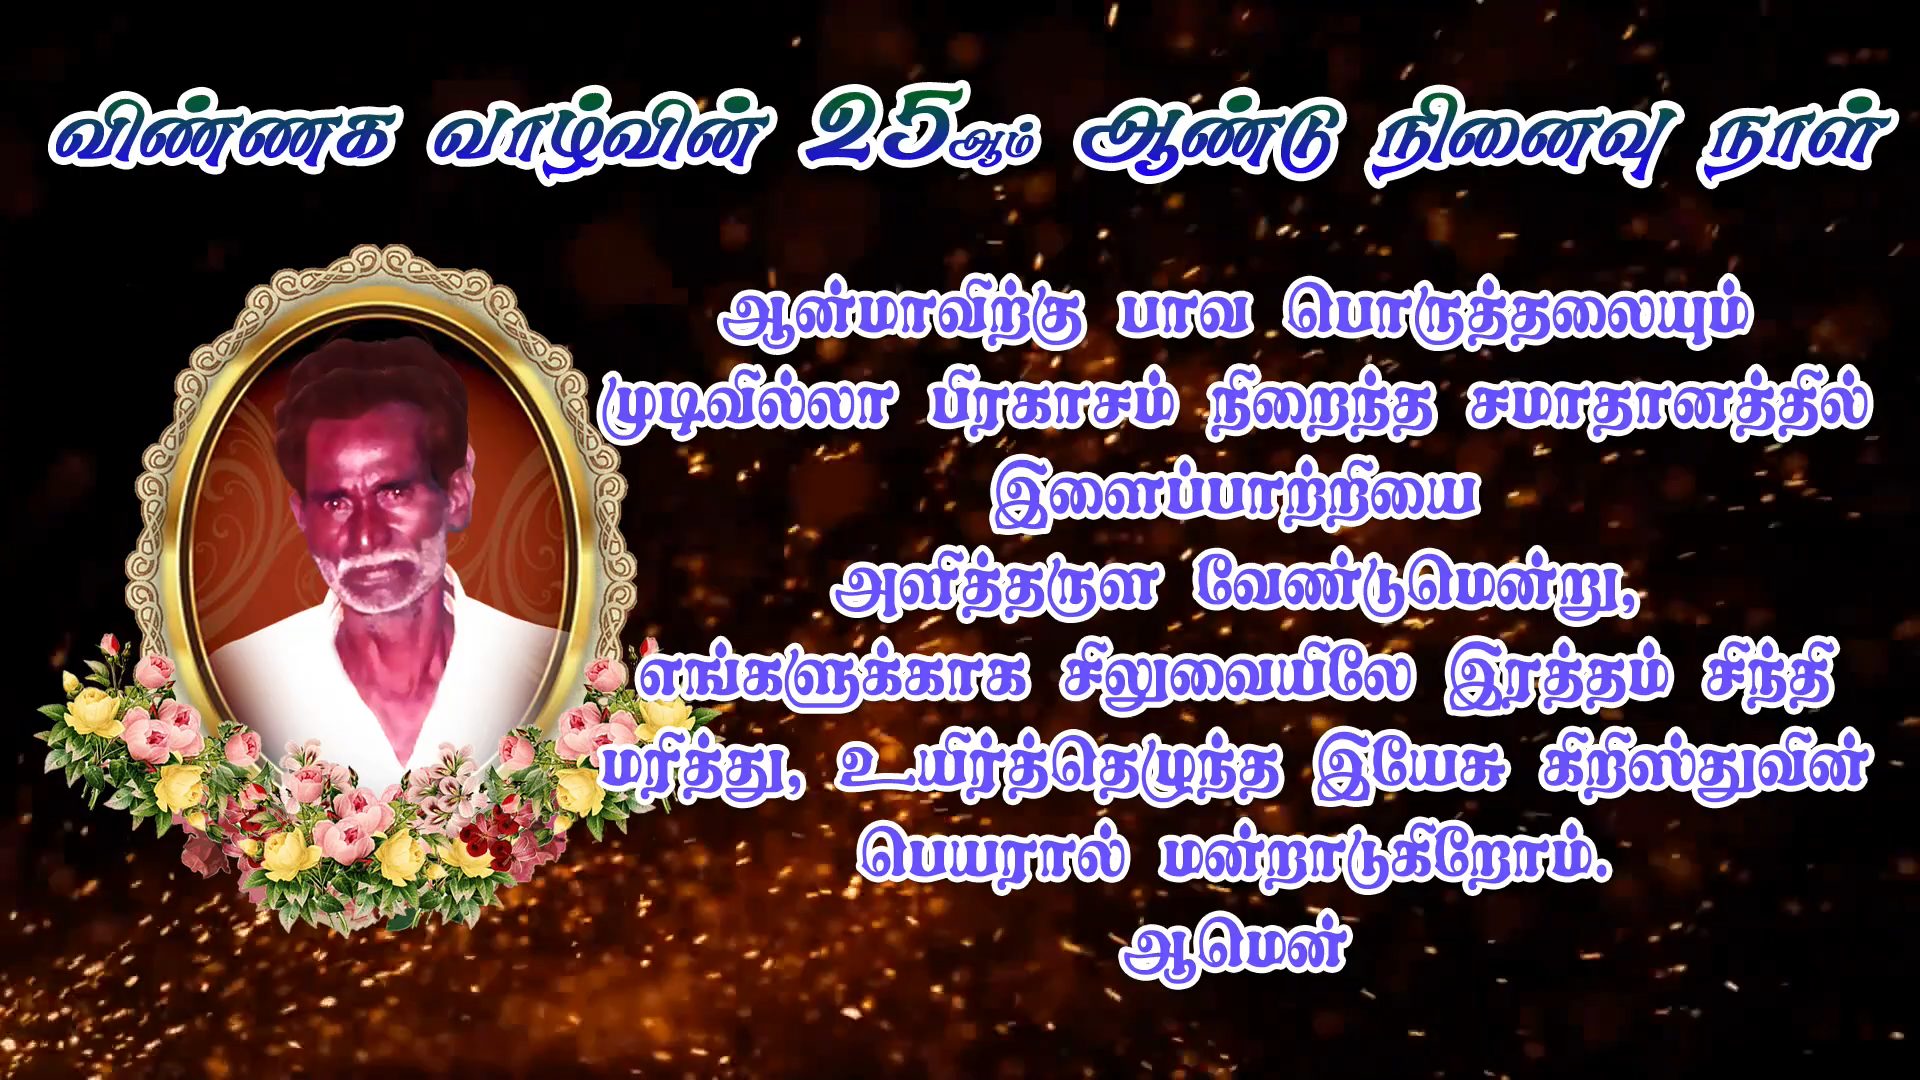 விண்ணக வாழ்வின் 25ஆம் ஆண்டு நினைவு நாள்
ஆன்மாவிற்கு பாவ பொருத்தலையும்
முடிவில்லா பிரகாசம் நிறைந்த சமாதானத்தில்
இளைப்பாற்றியை
அளித்தருள வேண்டுமென்று,
எங்களுக்காக சிலுவையிலே இரத்தம் சிந்தி
மரித்து, உயிர்த்தெழுந்த இயேசு கிறிஸ்துவின்
பெயரால் மன்றாடுகிறோம்.
ஆமென்